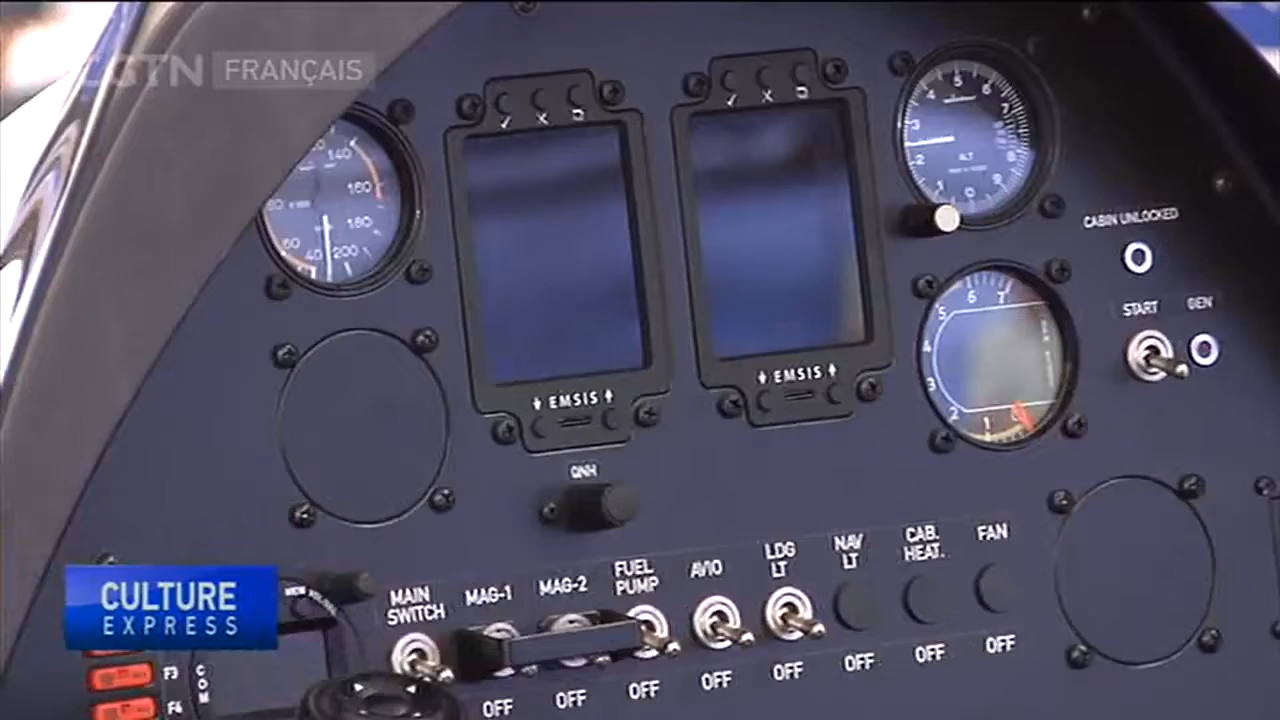 CGTN FRANÇAIS
140
160
180
200
60
40
EMSIS
EMSIS
QNH
4 5 6 7 8 9 0 1 2 3
ALT
CABIN UNLOCKED
START
GEN
7 6 5 4 3 2 1 0
MAIN SWITCH
MAG-1
MAG-2
FUEL PUMP
AVIO
LDG LT
NAV LT
CAB. HEAT.
FAN
OFF OFF OFF OFF OFF OFF OFF OFF
CULTURE
EXPRESS
F3
COM
F4